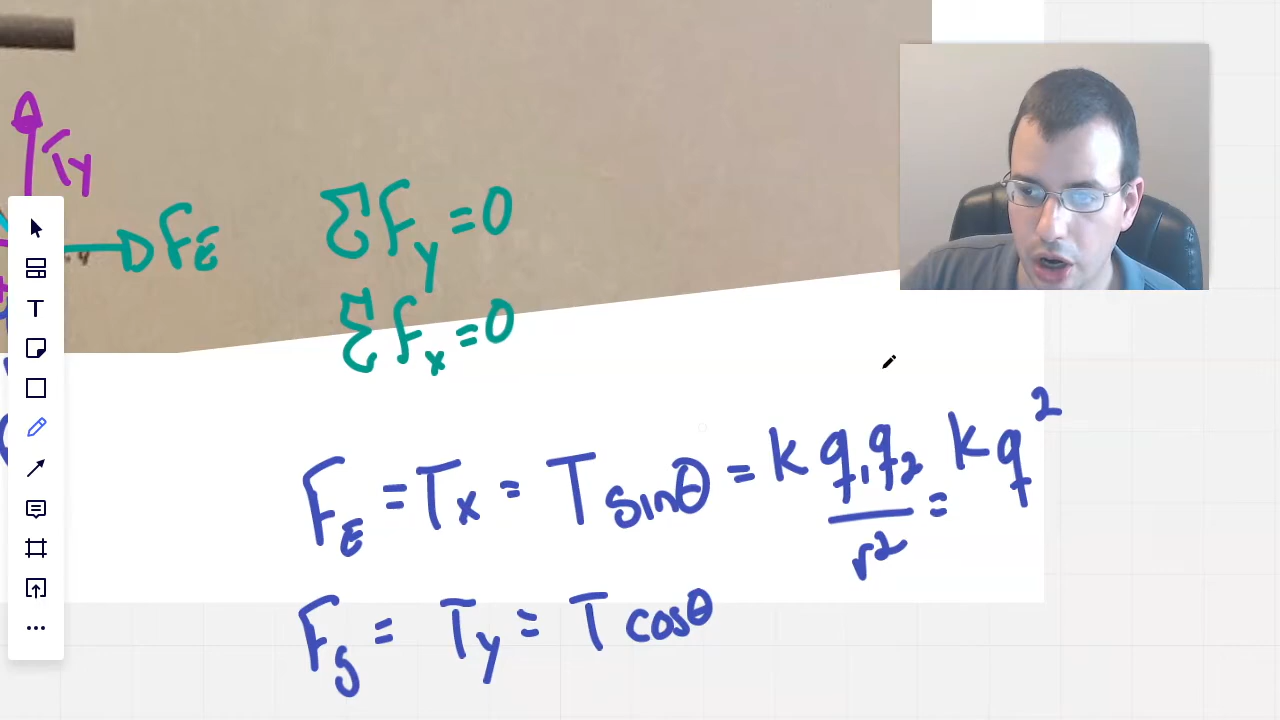 Ty
FE
ΣFy = 0
ΣFx = 0
FE = Tx = T sinθ = k q1q2/r² = kq²
Fg = Ty = T cosθ
T